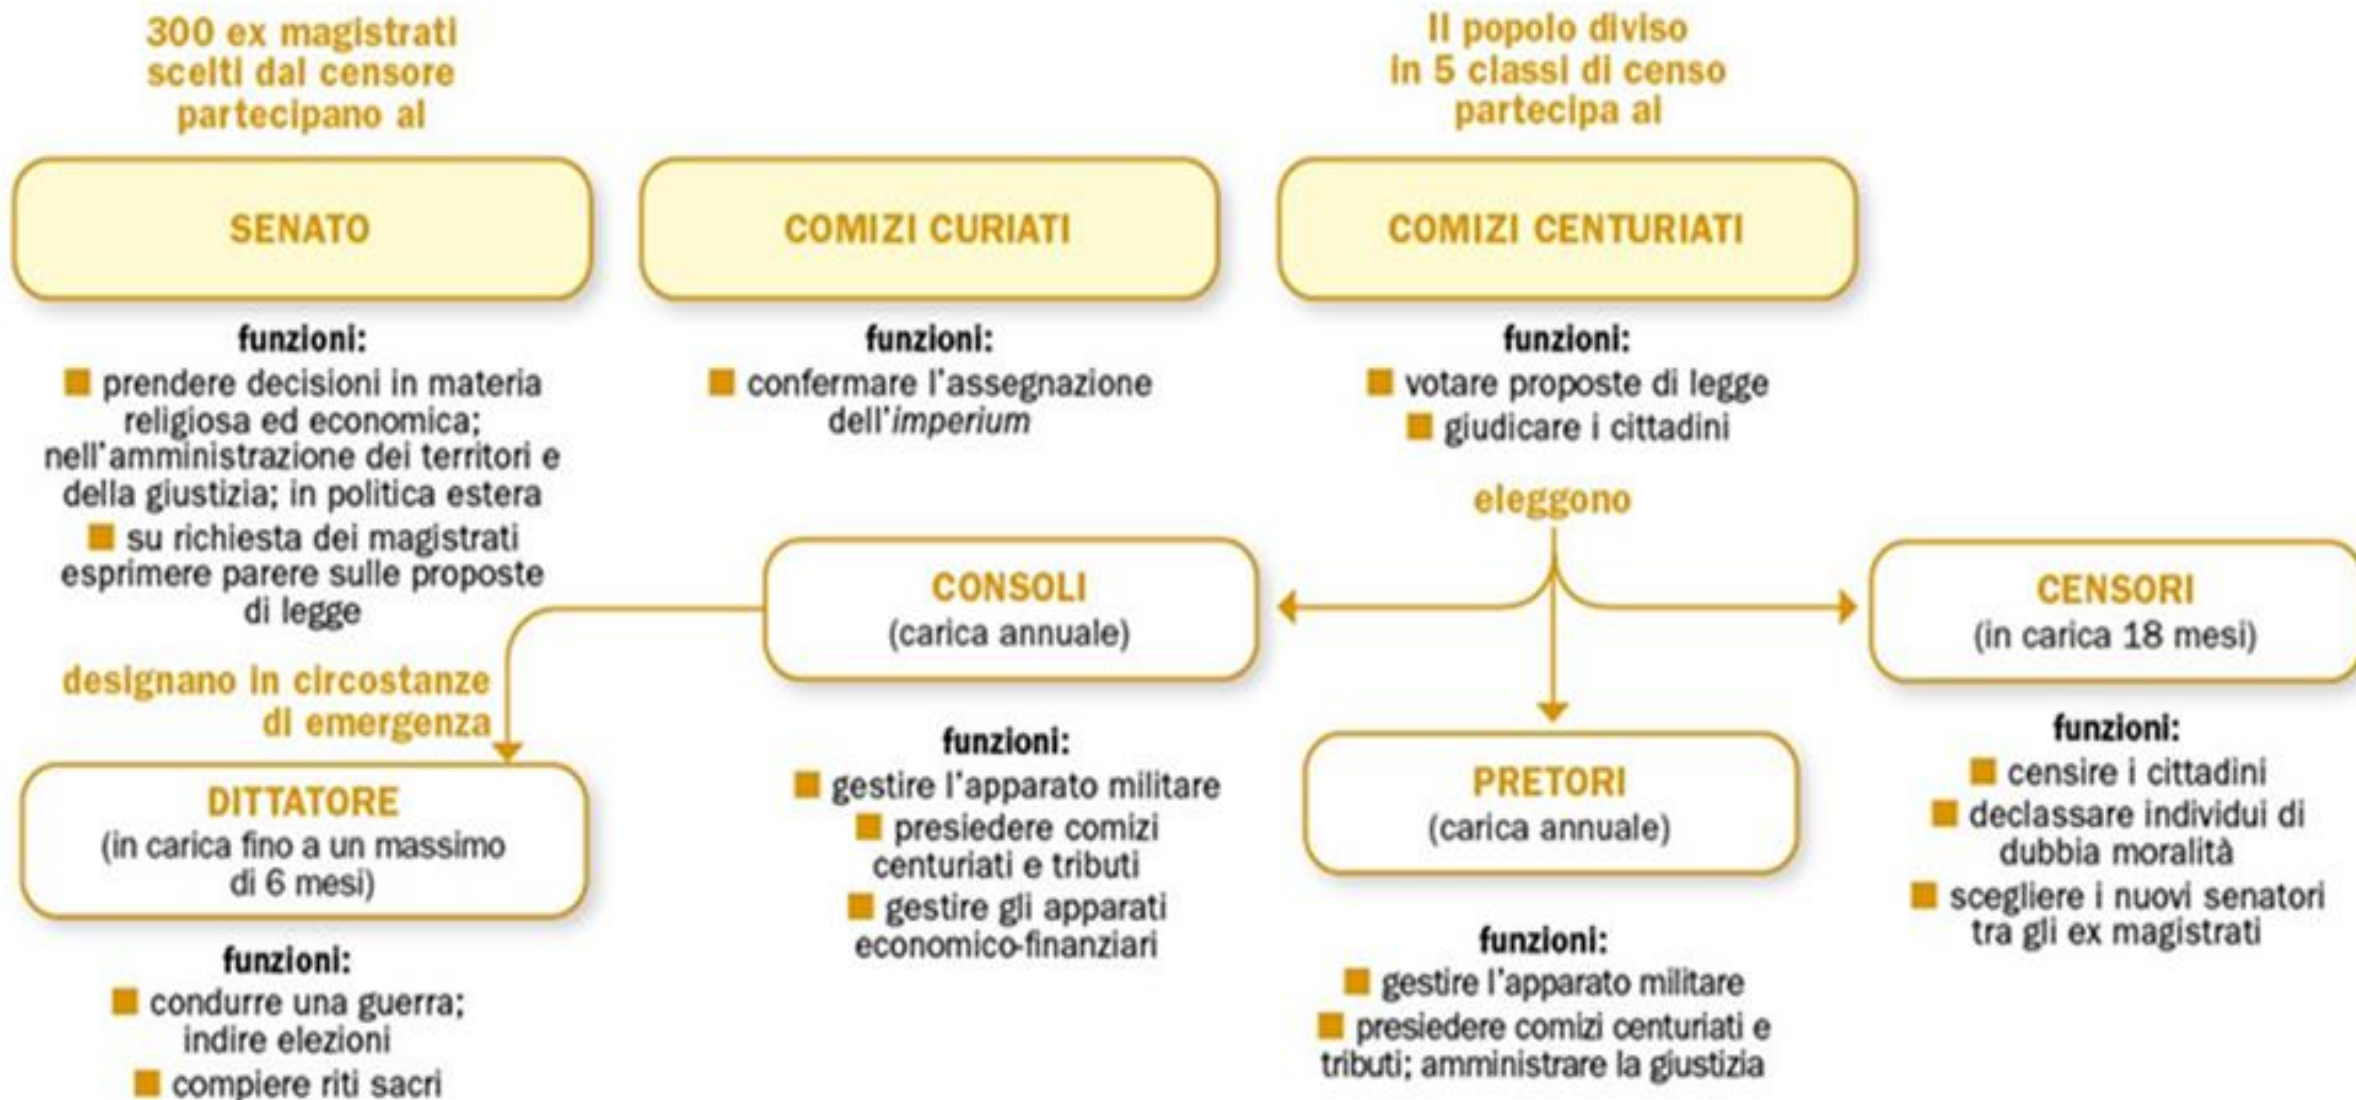 300 ex magistrati
scelti dal censore
partecipano al
SENATO
funzioni:
■ prendere decisioni in materia
religiosa ed economica;
nell'amministrazione dei territori e
della giustizia; in politica estera
■ su richiesta dei magistrati
esprimere parere sulle proposte
di legge
COMIZI CURIATI
funzioni:
■ confermare l'assegnazione
dell'imperium
Il popolo diviso
in 5 classi di censo
partecipa ai
COMIZI CENTURIATI
funzioni:
■ votare proposte di legge
■ giudicare i cittadini
eleggono
CONSOLI
(carica annuale)
funzioni:
■ gestire l'apparato militare
■ presiedere comizi
centuriati e tributi
■ gestire gli apparati
economico-finanziari
designano in circostanze
di emergenza
DITTATORE
(in carica fino a un massimo
di 6 mesi)
funzioni:
■ condurre una guerra;
indire elezioni
■ compiere riti sacri
PRETORI
(carica annuale)
funzioni:
■ gestire l'apparato militare
■ presiedere comizi centuriati e
tributi; amministrare la giustizia
CENSORI
(in carica 18 mesi)
funzioni:
■ censire i cittadini
■ declassare individui di
dubbia moralità
■ scegliere i nuovi senatori
tra gli ex magistrati